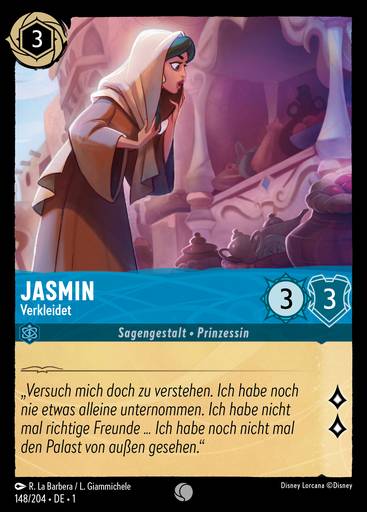 3
JASMIN
Verkleidet
3
3
Sagengestalt • Prinzessin
„Versuch mich doch zu verstehen. Ich habe noch
nie etwas alleine unternommen. Ich habe nicht
mal richtige Freunde ... Ich habe noch nicht mal
den Palast von außen gesehen.“
R. La Barbera / L. Giammichele
Disney Lorcana ©Disney
148/204 • DE • 1